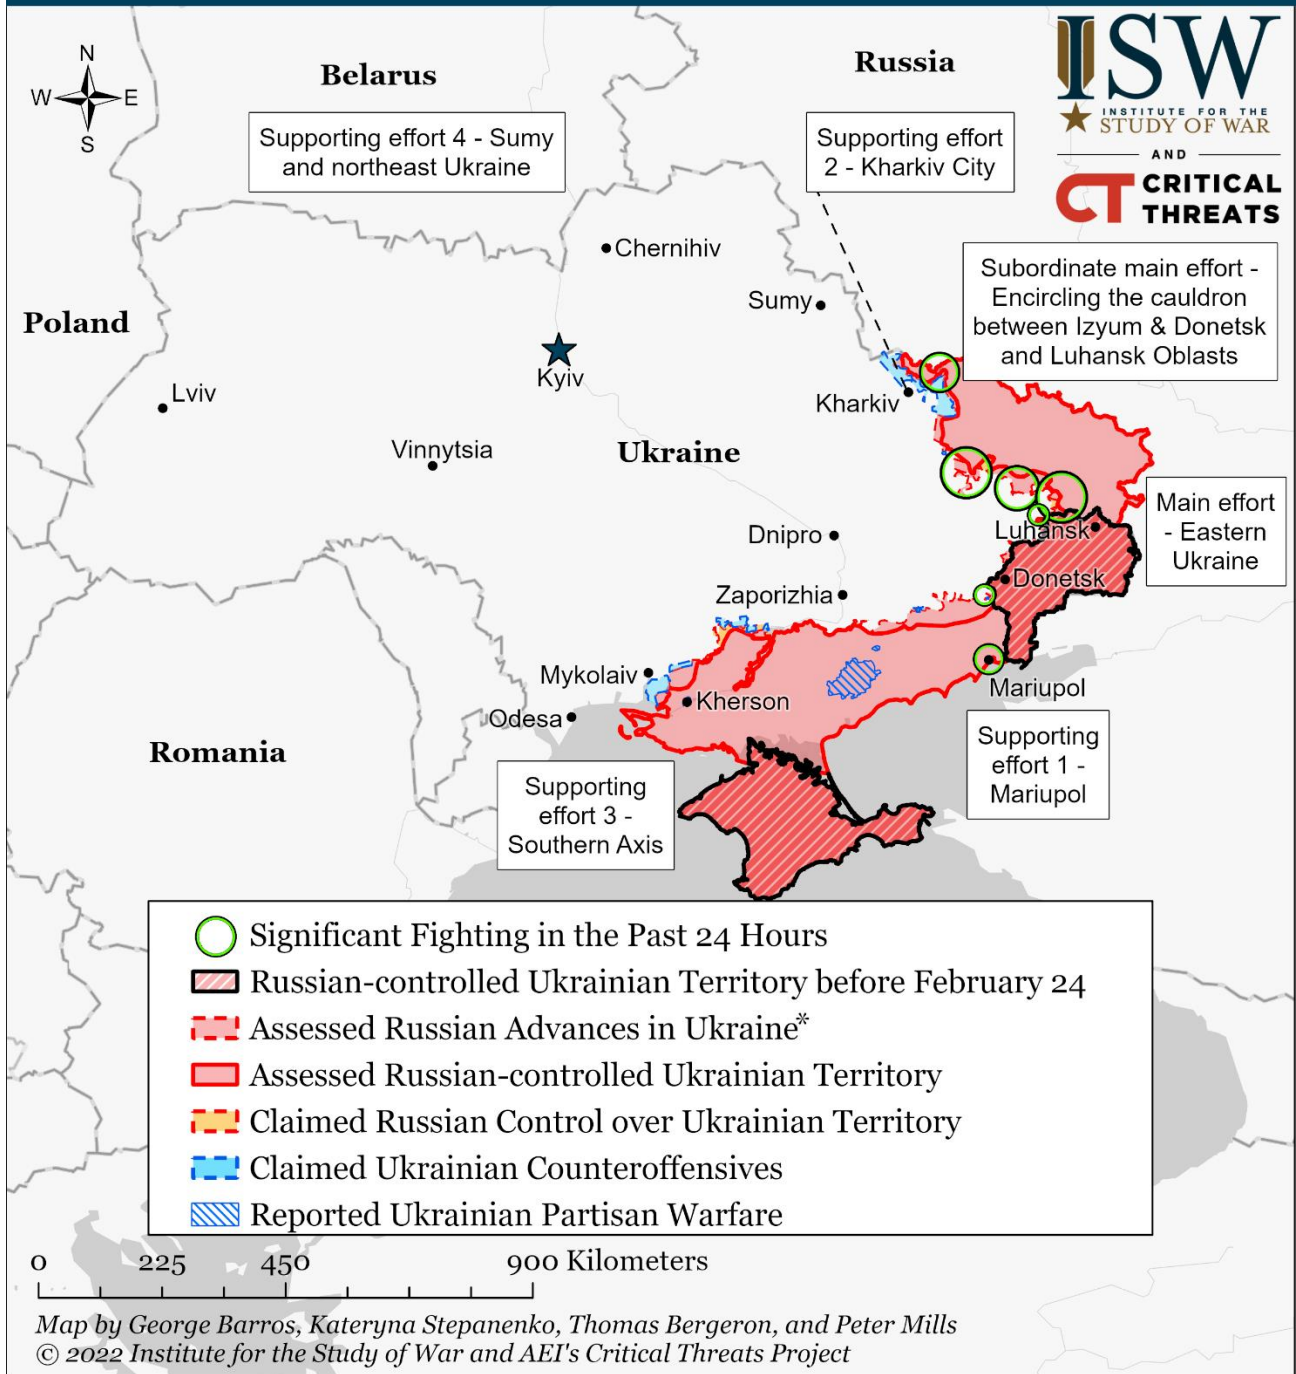 N
W
E
S
Belarus
Russia
ISW
INSTITUTE FOR THE
STUDY OF WAR
AND
CT CRITICAL
THREATS
Supporting effort 4 - Sumy
and northeast Ukraine
Supporting effort
2 - Kharkiv City
Subordinate main effort -
Encircling the cauldron
between Izyum & Donetsk
and Luhansk Oblasts
Chernihiv
Sumy
Poland
Kyiv
Lviv
Kharkiv
Vinnytsia
Ukraine
Main effort
- Eastern
Ukraine
Dnipro
Luhansk
Donetsk
Zaporizhia
Mykolaiv
Kherson
Mariupol
Odesa
Romania
Supporting
effort 1 -
Mariupol
Supporting
effort 3 -
Southern Axis
Significant Fighting in the Past 24 Hours
Russian-controlled Ukrainian Territory before February 24
Assessed Russian Advances in Ukraine*
Assessed Russian-controlled Ukrainian Territory
Claimed Russian Control over Ukrainian Territory
Claimed Ukrainian Counteroffensives
Reported Ukrainian Partisan Warfare
0 225 450 900 Kilometers
Map by George Barros, Kateryna Stepanenko, Thomas Bergeron, and Peter Mills
© 2022 Institute for the Study of War and AEI's Critical Threats Project